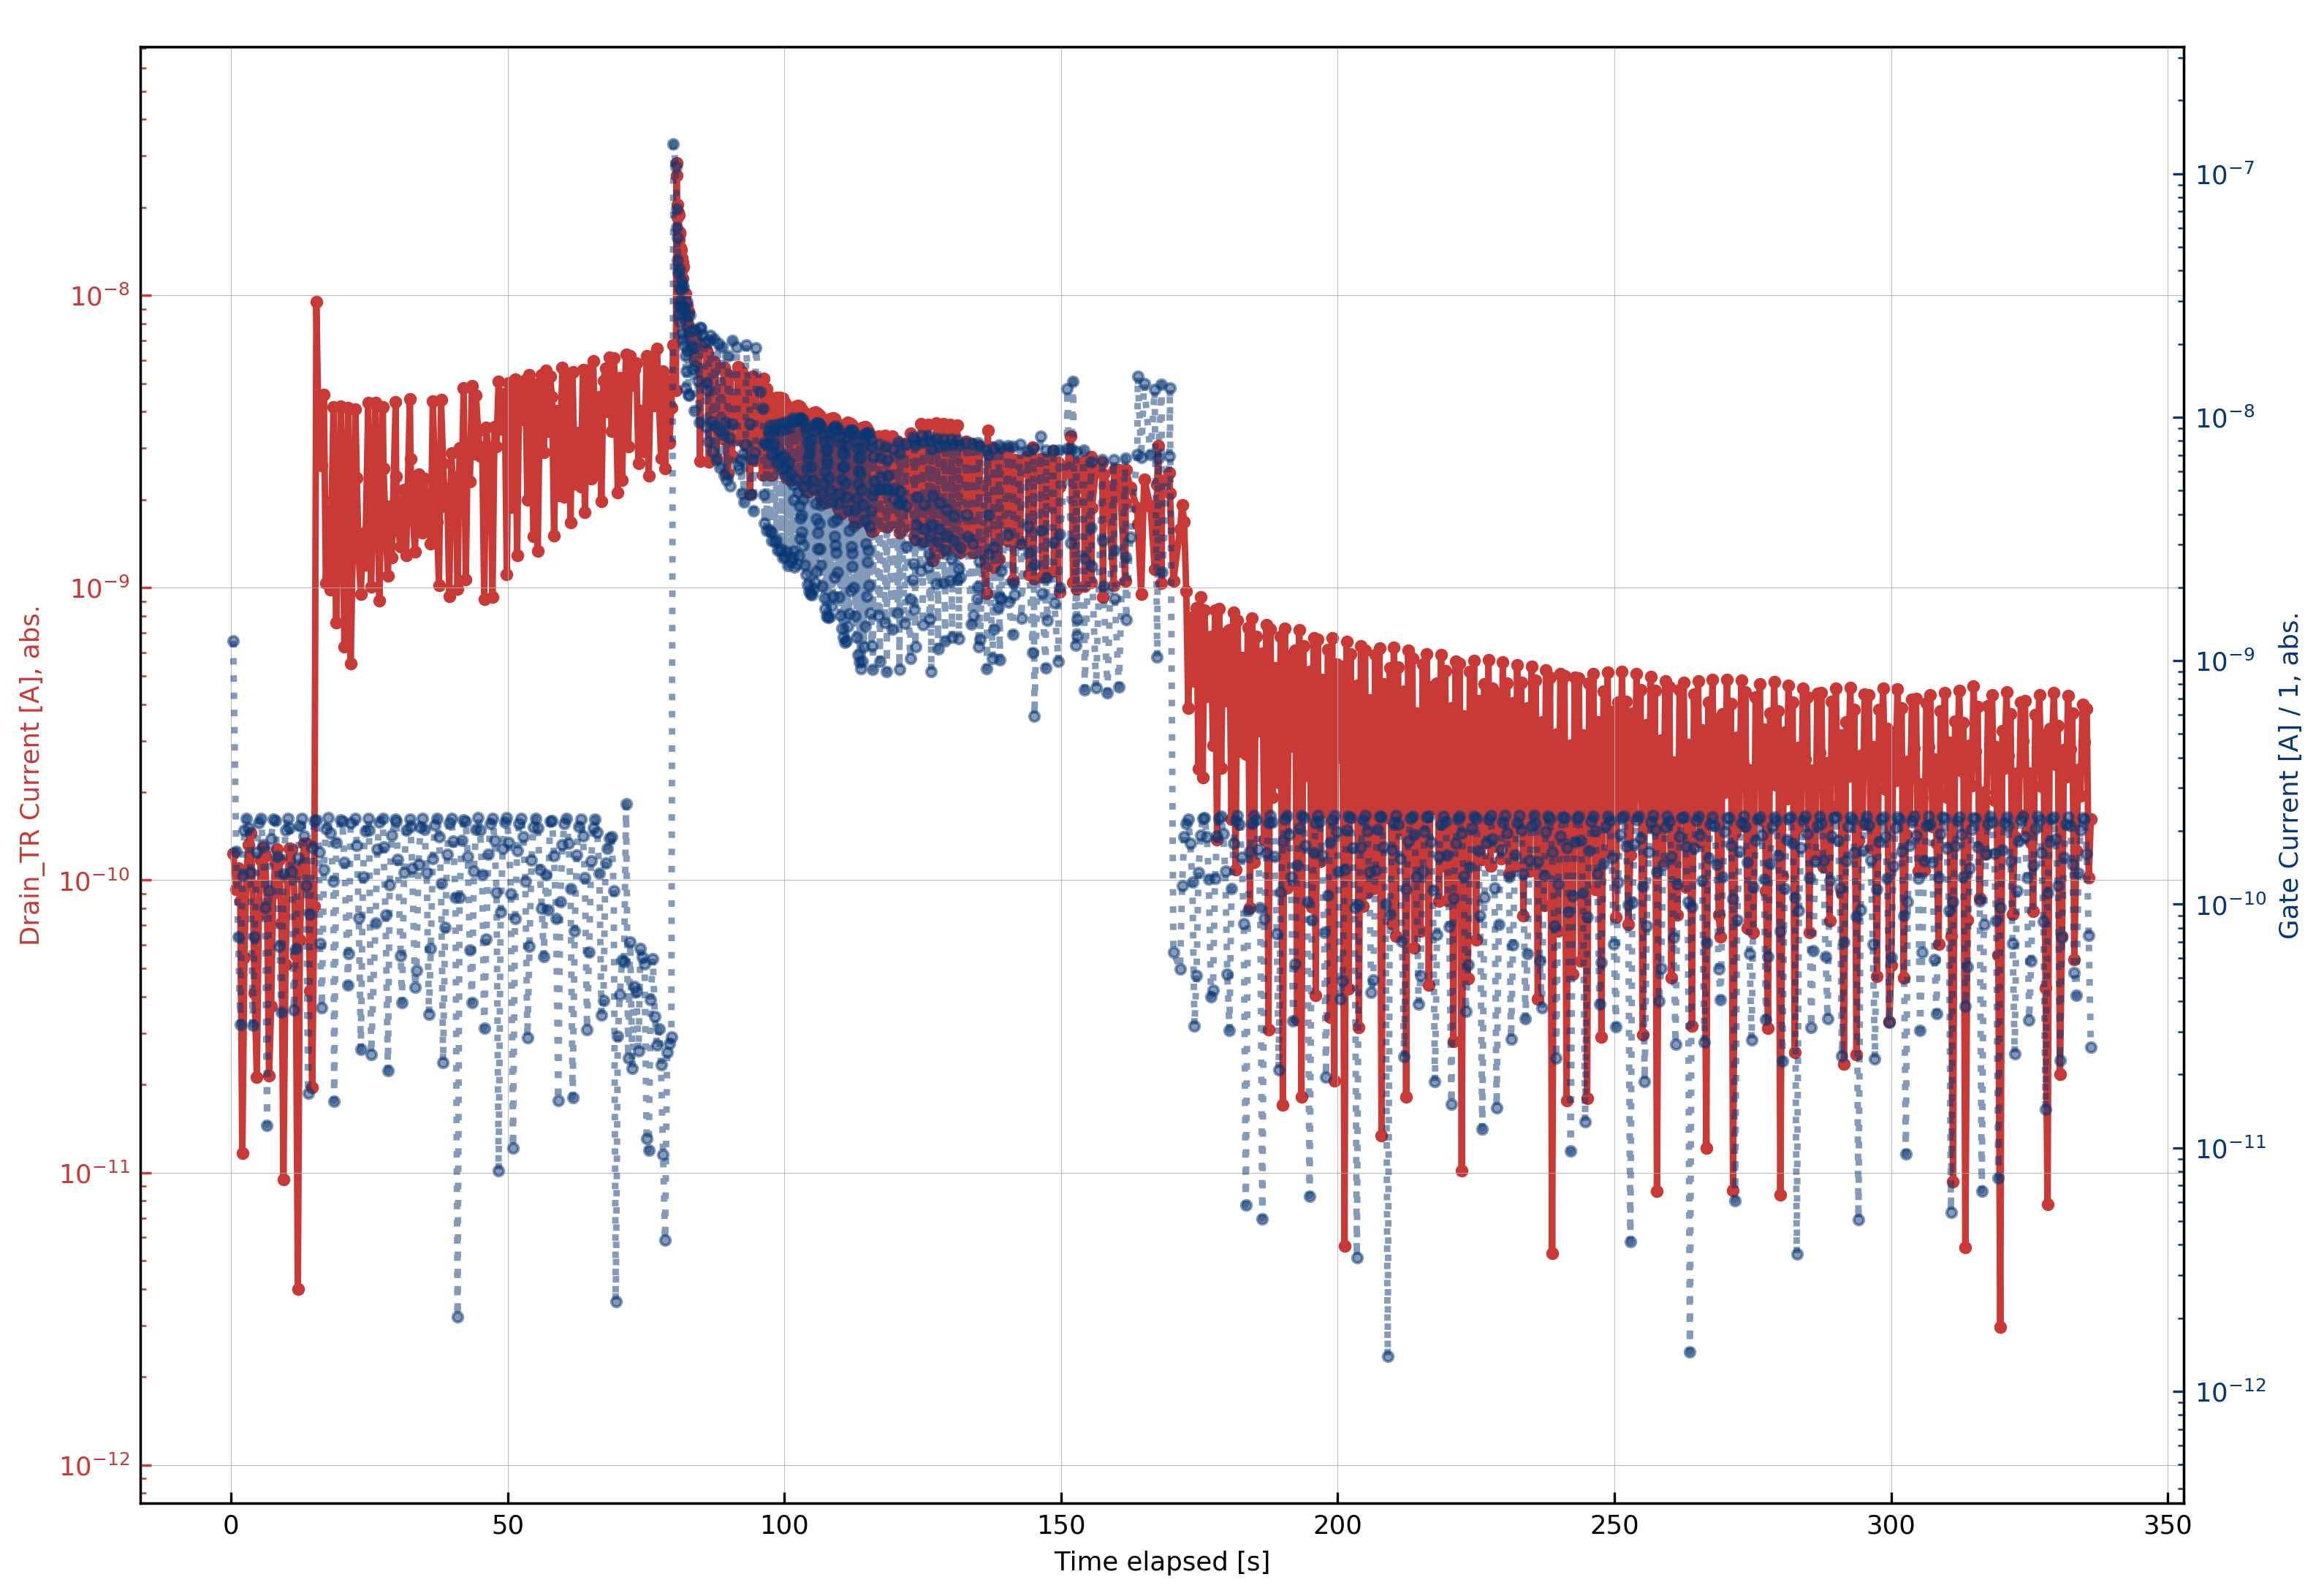 10⁻⁸
10⁻⁹
10⁻¹⁰
10⁻¹¹
10⁻¹²
Drain_TR Current [A], abs.
10⁻⁷
10⁻⁸
10⁻⁹
10⁻¹⁰
10⁻¹¹
10⁻¹²
Gate Current [A] / 1, abs.
0 50 100 150 200 250 300 350
Time elapsed [s]